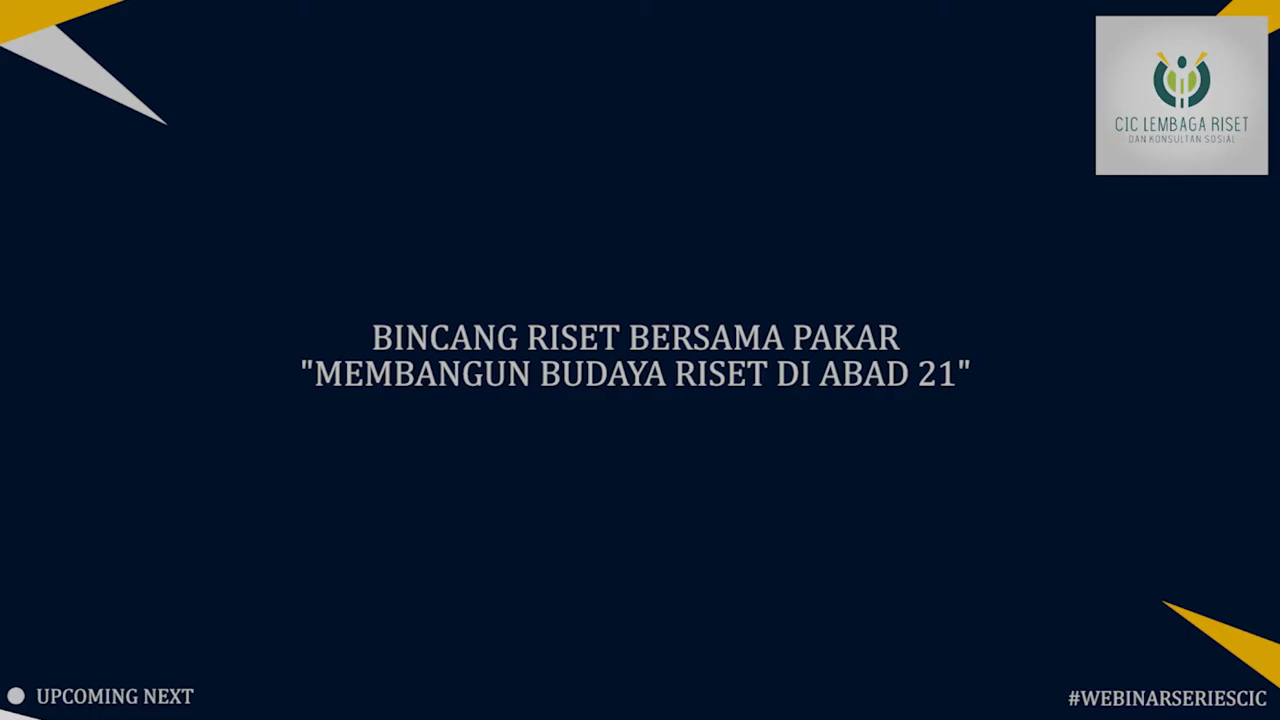 CIC LEMBAGA RISET
DAN KONSULTAN SOSIAL
BINCANG RISET BERSAMA PAKAR
"MEMBANGUN BUDAYA RISET DI ABAD 21"
UPCOMING NEXT
#WEBINARSERIESCIC